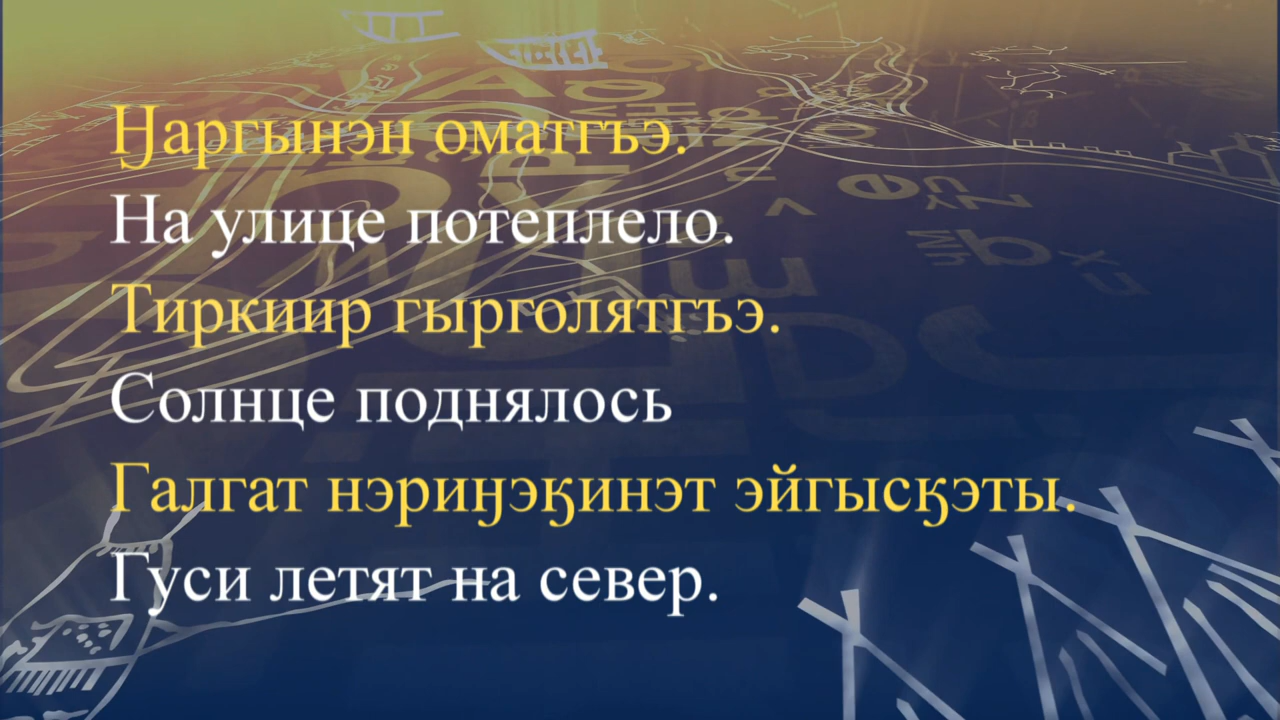 Ӈаргынэн оматгъэ.
На улице потеплело.
Тиркиир гырголятгъэ.
Солнце поднялось
Галгат нэриӈэӄинэт эйгысӄэты.
Гуси летят на север.